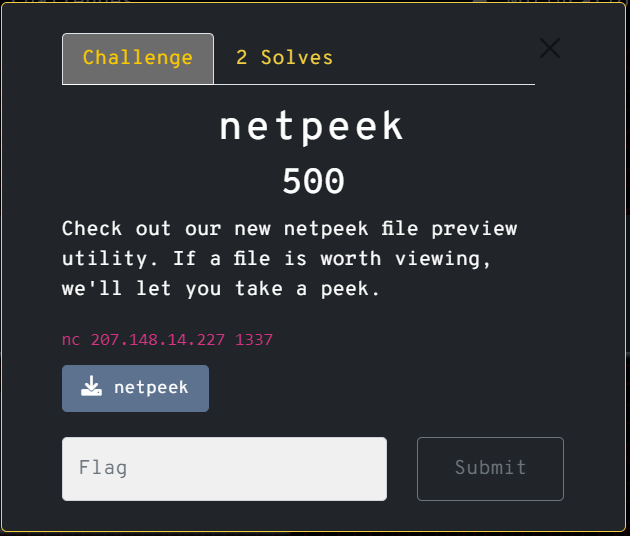 Challenge 2 Solves
netpeek
500
Check out our new netpeek file preview
utility. If a file is worth viewing,
we'll let you take a peek.
nc 207.148.14.227 1337
netpeek
Flag Submit